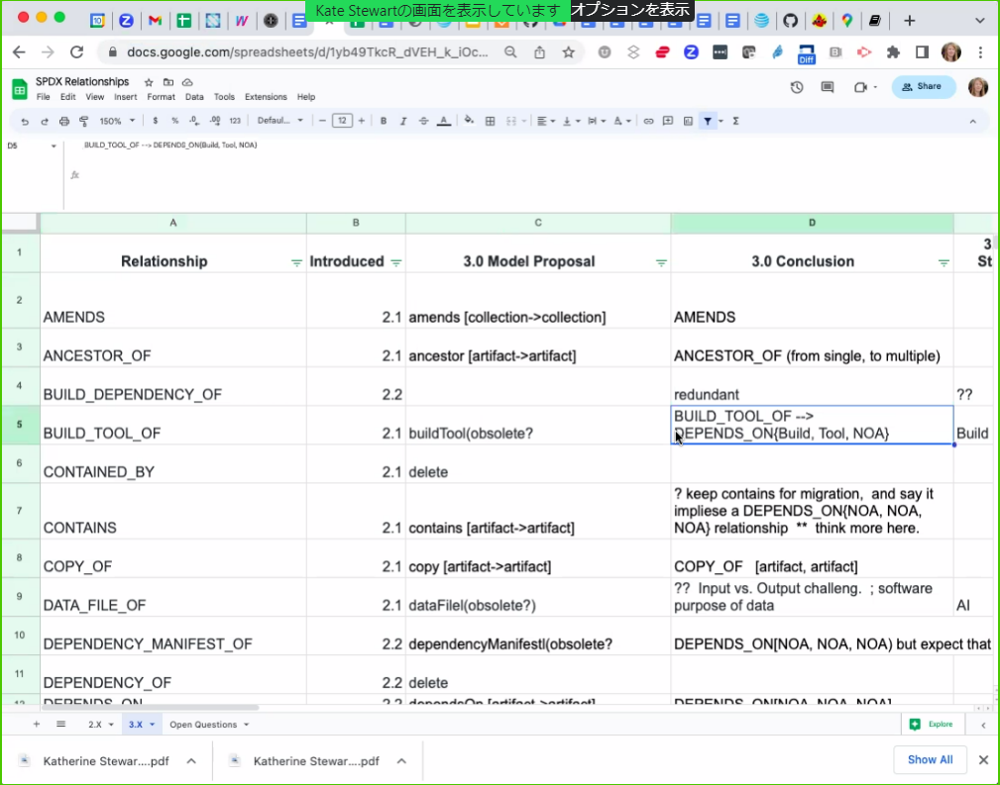 Kate Stewartの画面を表示しています オプションを表示
docs.google.com/spreadsheets/d/1yb49TkcR_dVEH_k_iOc...
SPDX Relationships
File Edit View Insert Format Data Tools Extensions Help
Share
150% $ % .0 .00 123 Defaul... 12 B I A
D5 BUILD_TOOL_OF --> DEPENDS_ON{Build, Tool, NOA}
fx
A B C D
1 Relationship Introduced 3.0 Model Proposal 3.0 Conclusion 3
St
2 AMENDS 2.1 amends [collection->collection] AMENDS
3 ANCESTOR_OF 2.1 ancestor [artifact->artifact] ANCESTOR_OF (from single, to multiple)
4 BUILD_DEPENDENCY_OF 2.2 redundant ??
5 BUILD_TOOL_OF 2.1 buildTool(obsolete? BUILD_TOOL_OF -->
DEPENDS_ON{Build, Tool, NOA} Build
6 CONTAINED_BY 2.1 delete
7 CONTAINS 2.1 contains [artifact->artifact] ? keep contains for migration, and say it
impliese a DEPENDS_ON{NOA, NOA,
NOA} relationship ** think more here.
8 COPY_OF 2.1 copy [artifact->artifact] COPY_OF [artifact, artifact]
9 DATA_FILE_OF 2.1 dataFilel(obsolete?) ?? Input vs. Output challeng. ; software
purpose of data AI
10 DEPENDENCY_MANIFEST_OF 2.2 dependencyManifestl(obsolete? DEPENDS_ON[NOA, NOA, NOA) but expect that
11 DEPENDENCY_OF 2.2 delete
12 DEPENDS_ON 2.2 dependsOn [artifact->artifact] DEPENDS_ON[NOA, NOA, NOA]
2.X 3.X Open Questions Explore
Katherine Stewar....pdf Katherine Stewar....pdf Show All